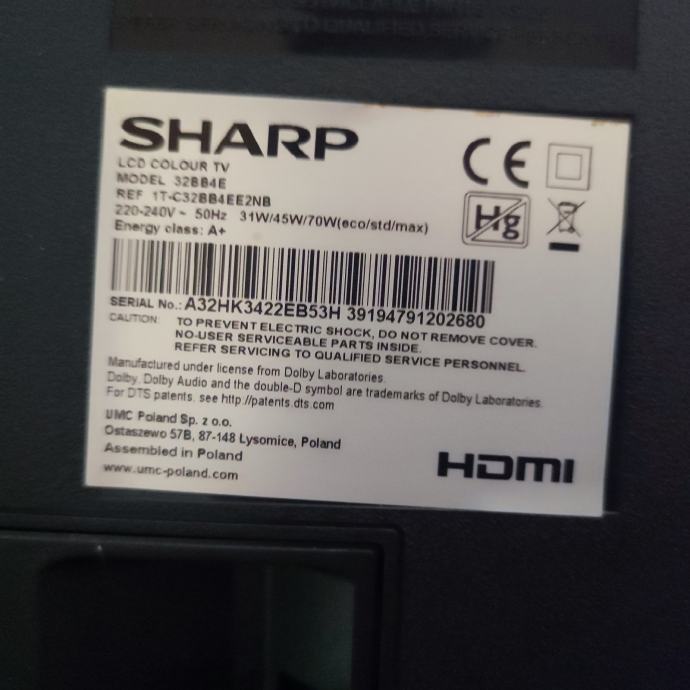 SHARP
LCD COLOUR TV
MODEL 32BB4E
REF 1T-C32BB4EE2NB
220-240V ~ 50Hz 31W/45W/70W(eco/std/max)
Energy class: A+
CE
Hg
SERIAL No.: A32HK3422EB53H 39194791202680
CAUTION: TO PREVENT ELECTRIC SHOCK, DO NOT REMOVE COVER.
NO-USER SERVICEABLE PARTS INSIDE.
REFER SERVICING TO QUALIFIED SERVICE PERSONNEL.
Manufactured under license from Dolby Laboratories.
Dolby, Dolby Audio and the double-D symbol are trademarks of Dolby Laboratories.
For DTS patents, see http://patents.dts.com
UMC Poland Sp. z o.o.
Ostaszewo 57B, 87-148 Lysomice, Poland
Assembled in Poland
www.umc-poland.com
HDMI